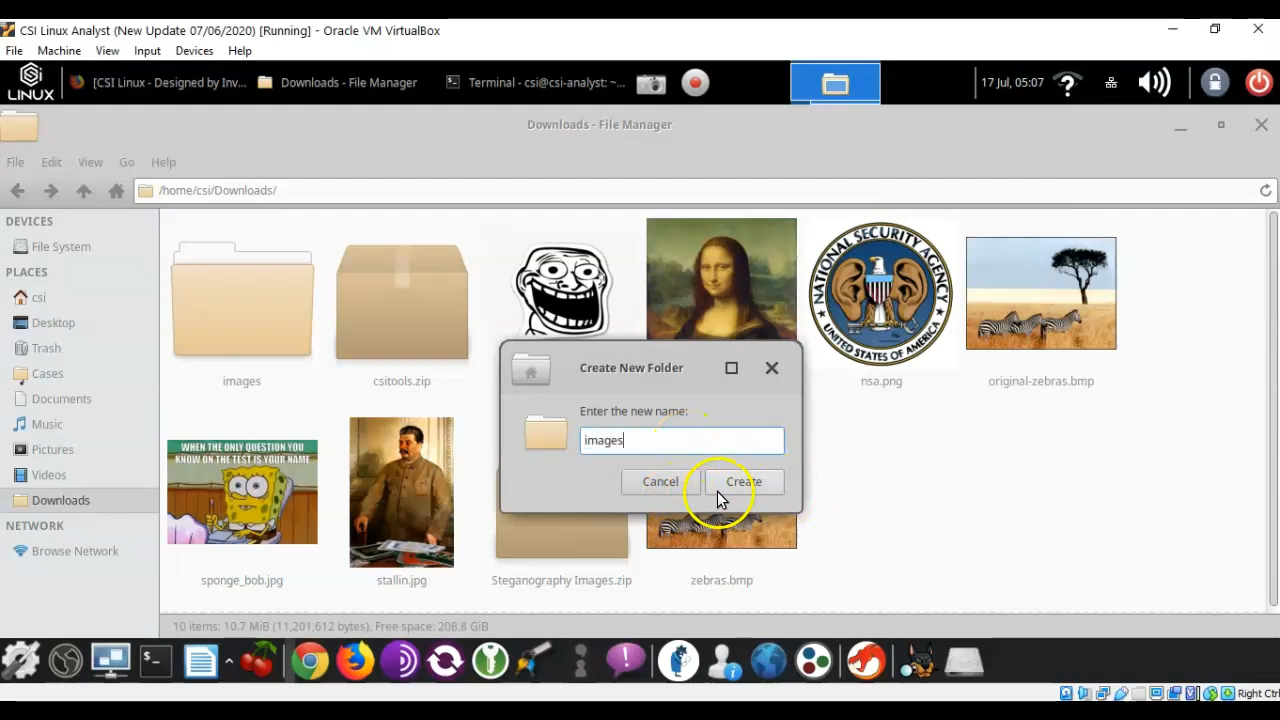 CSI Linux Analyst (New Update 07/06/2020) [Running] - Oracle VM VirtualBox
File Machine View Input Devices Help
CSI LINUX
[CSI Linux - Designed by Inv... Downloads - File Manager Terminal - csi@csi-analyst: ~... 17 Jul, 05:07
Downloads - File Manager
File Edit View Go Help
/home/csi/Downloads/
DEVICES
File System
PLACES
csi
Desktop
Trash
Cases
Documents
Music
Pictures
Videos
Downloads
NETWORK
Browse Network
NATIONAL SECURITY AGENCY
UNITED STATES OF AMERICA
images csitools.zip nsa.png original-zebras.bmp
Create New Folder
Enter the new name:
images
Cancel Create
WHEN THE ONLY QUESTION YOU
KNOW ON THE TEST IS YOUR NAME
sponge_bob.jpg stallin.jpg Steganography Images.zip zebras.bmp
10 items: 10.7 MiB (11,201,612 bytes), Free space: 208.8 GiB
Right Ctrl